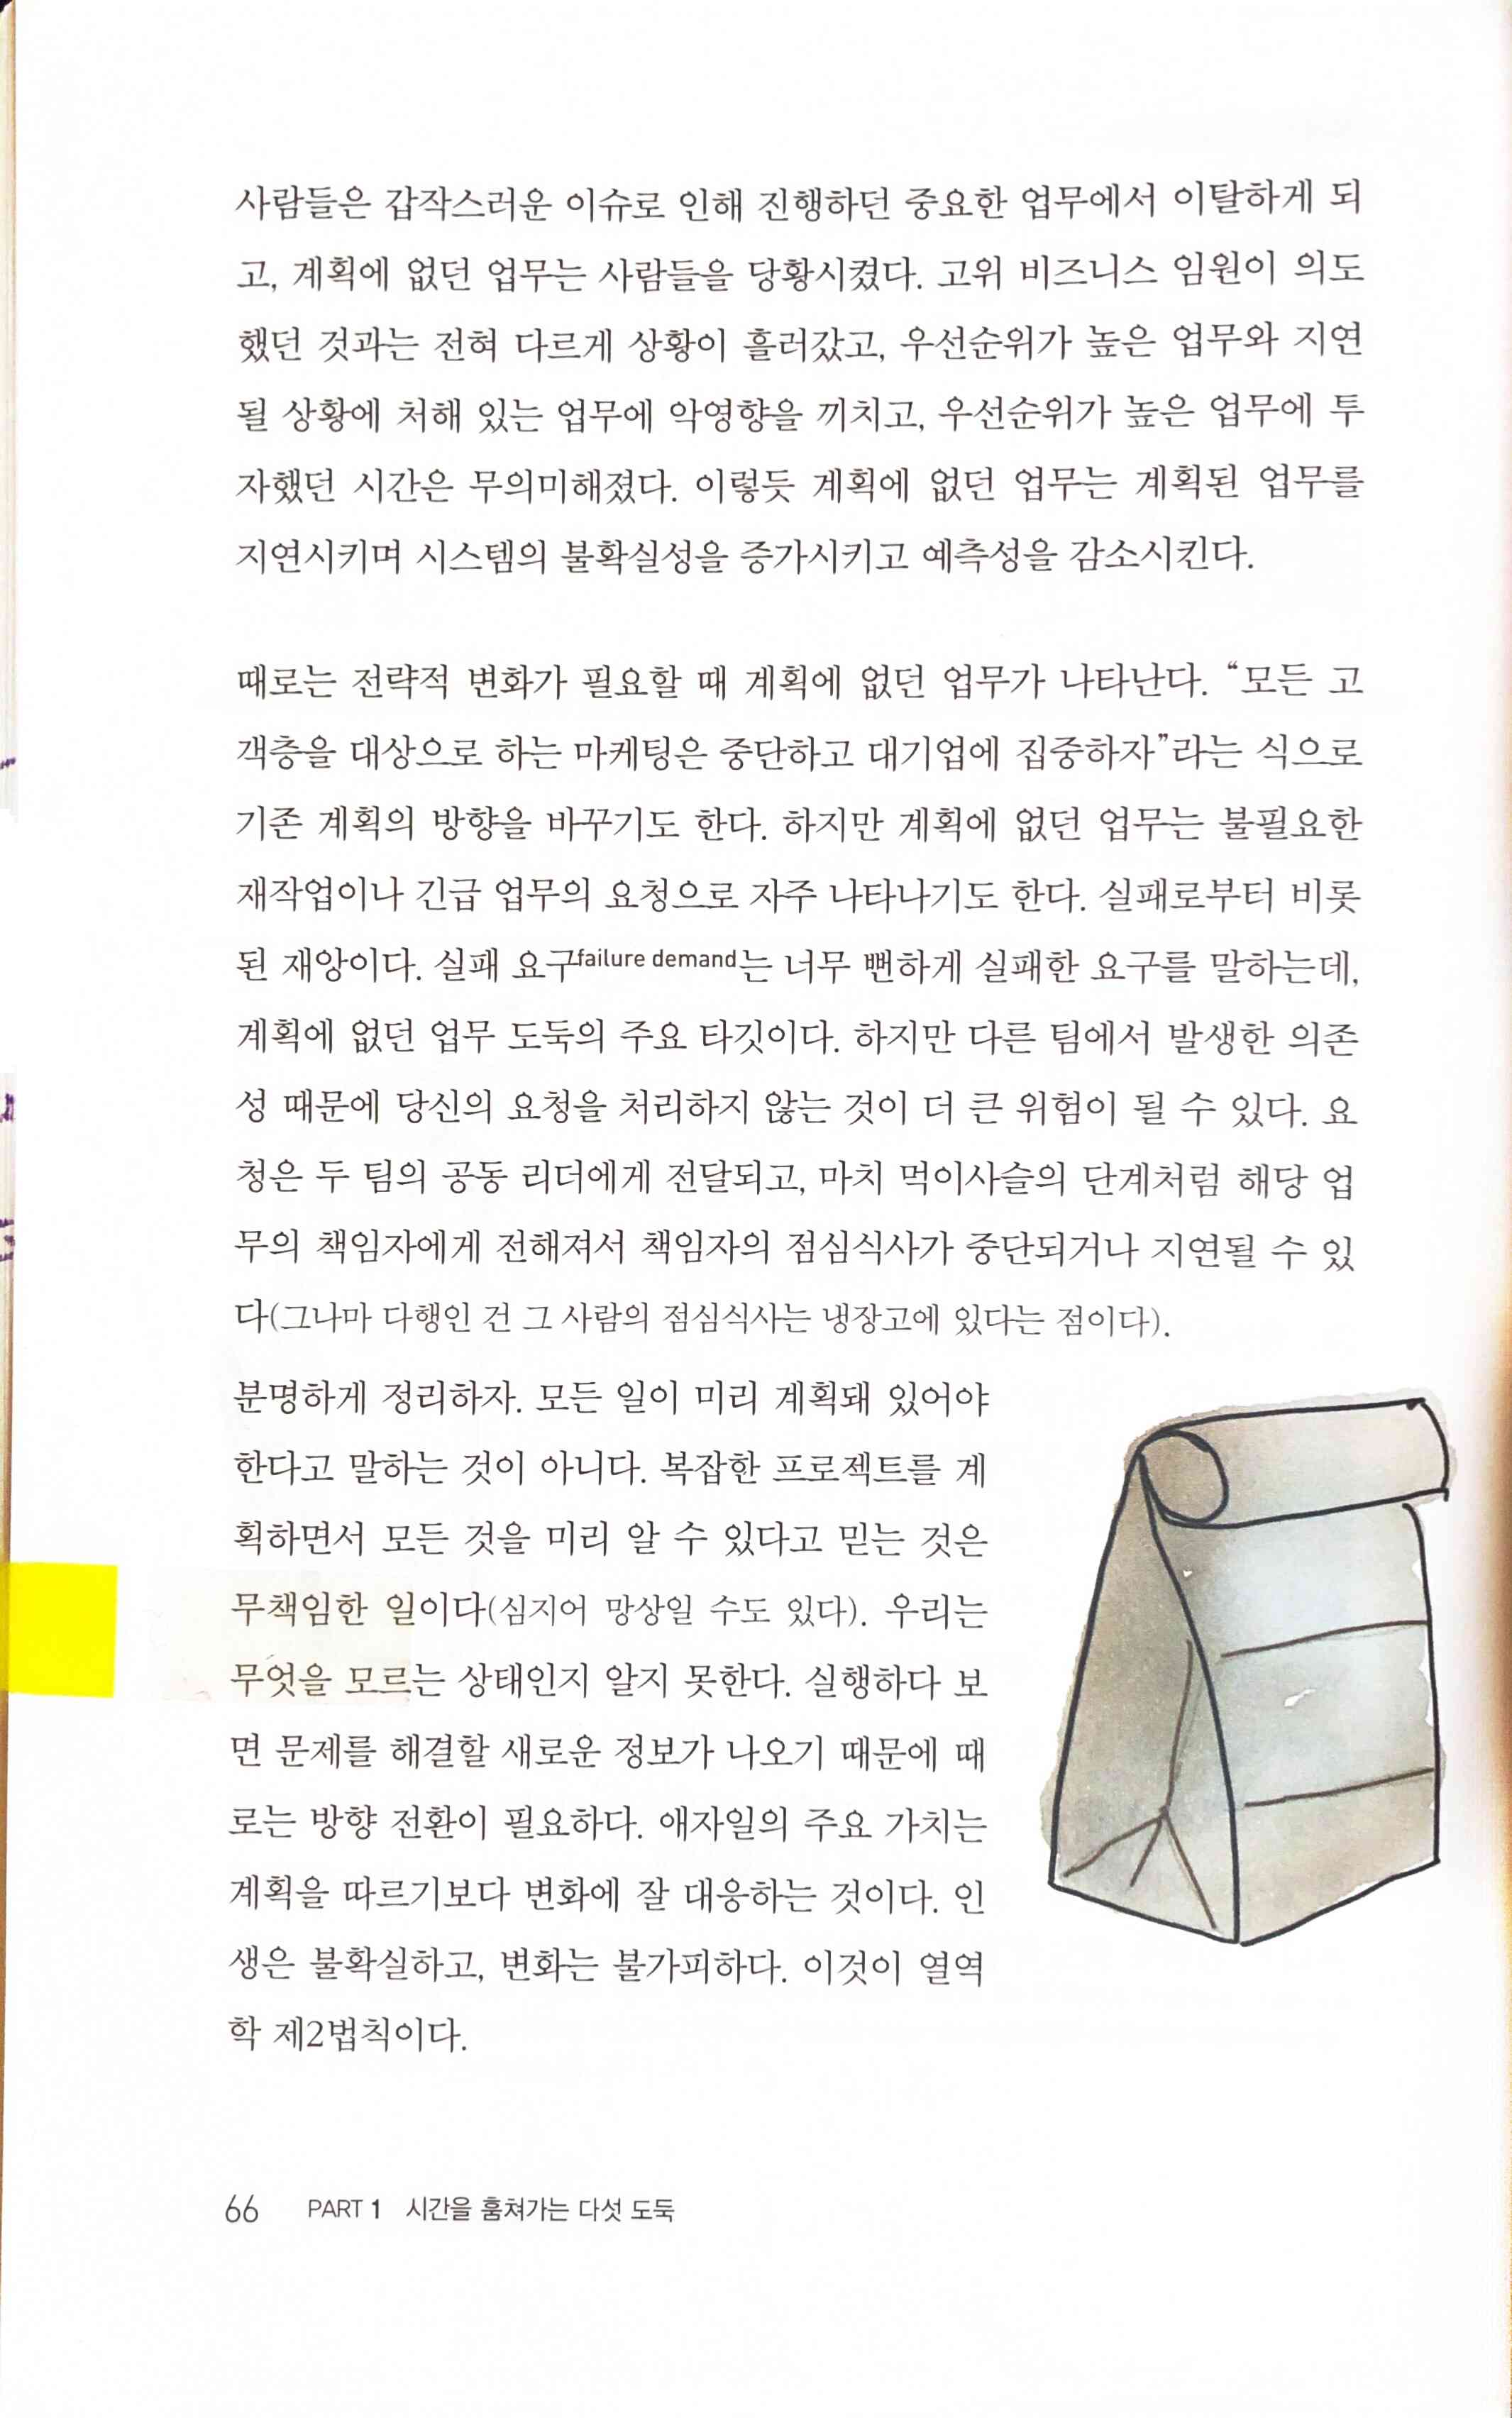 사람들은 갑작스러운 이슈로 인해 진행하던 중요한 업무에서 이탈하게 되
고, 계획에 없던 업무는 사람들을 당황시켰다. 고위 비즈니스 임원이 의도
했던 것과는 전혀 다르게 상황이 흘러갔고, 우선순위가 높은 업무와 지연
될 상황에 처해 있는 업무에 악영향을 끼치고, 우선순위가 높은 업무에 투
자했던 시간은 무의미해졌다. 이렇듯 계획에 없던 업무는 계획된 업무를
지연시키며 시스템의 불확실성을 증가시키고 예측성을 감소시킨다.
때로는 전략적 변화가 필요할 때 계획에 없던 업무가 나타난다. “모든 고
객층을 대상으로 하는 마케팅은 중단하고 대기업에 집중하자”라는 식으로
기존 계획의 방향을 바꾸기도 한다. 하지만 계획에 없던 업무는 불필요한
재작업이나 긴급 업무의 요청으로 자주 나타나기도 한다. 실패로부터 비롯
된 재앙이다. 실패 요구failure demand는 너무 뻔하게 실패한 요구를 말하는데,
계획에 없던 업무 도둑의 주요 타깃이다. 하지만 다른 팀에서 발생한 의존
성 때문에 당신의 요청을 처리하지 않는 것이 더 큰 위험이 될 수 있다. 요
청은 두 팀의 공동 리더에게 전달되고, 마치 먹이사슬의 단계처럼 해당 업
무의 책임자에게 전해져서 책임자의 점심식사가 중단되거나 지연될 수 있
다(그나마 다행인 건 그 사람의 점심식사는 냉장고에 있다는 점이다).
분명하게 정리하자. 모든 일이 미리 계획돼 있어야
한다고 말하는 것이 아니다. 복잡한 프로젝트를 계
획하면서 모든 것을 미리 알 수 있다고 믿는 것은
무책임한 일이다(심지어 망상일 수도 있다). 우리는
무엇을 모르는 상태인지 알지 못한다. 실행하다 보
면 문제를 해결할 새로운 정보가 나오기 때문에 때
로는 방향 전환이 필요하다. 애자일의 주요 가치는
계획을 따르기보다 변화에 잘 대응하는 것이다. 인
생은 불확실하고, 변화는 불가피하다. 이것이 열역
학 제2법칙이다.
66 PART 1 시간을 훔쳐가는 다섯 도둑